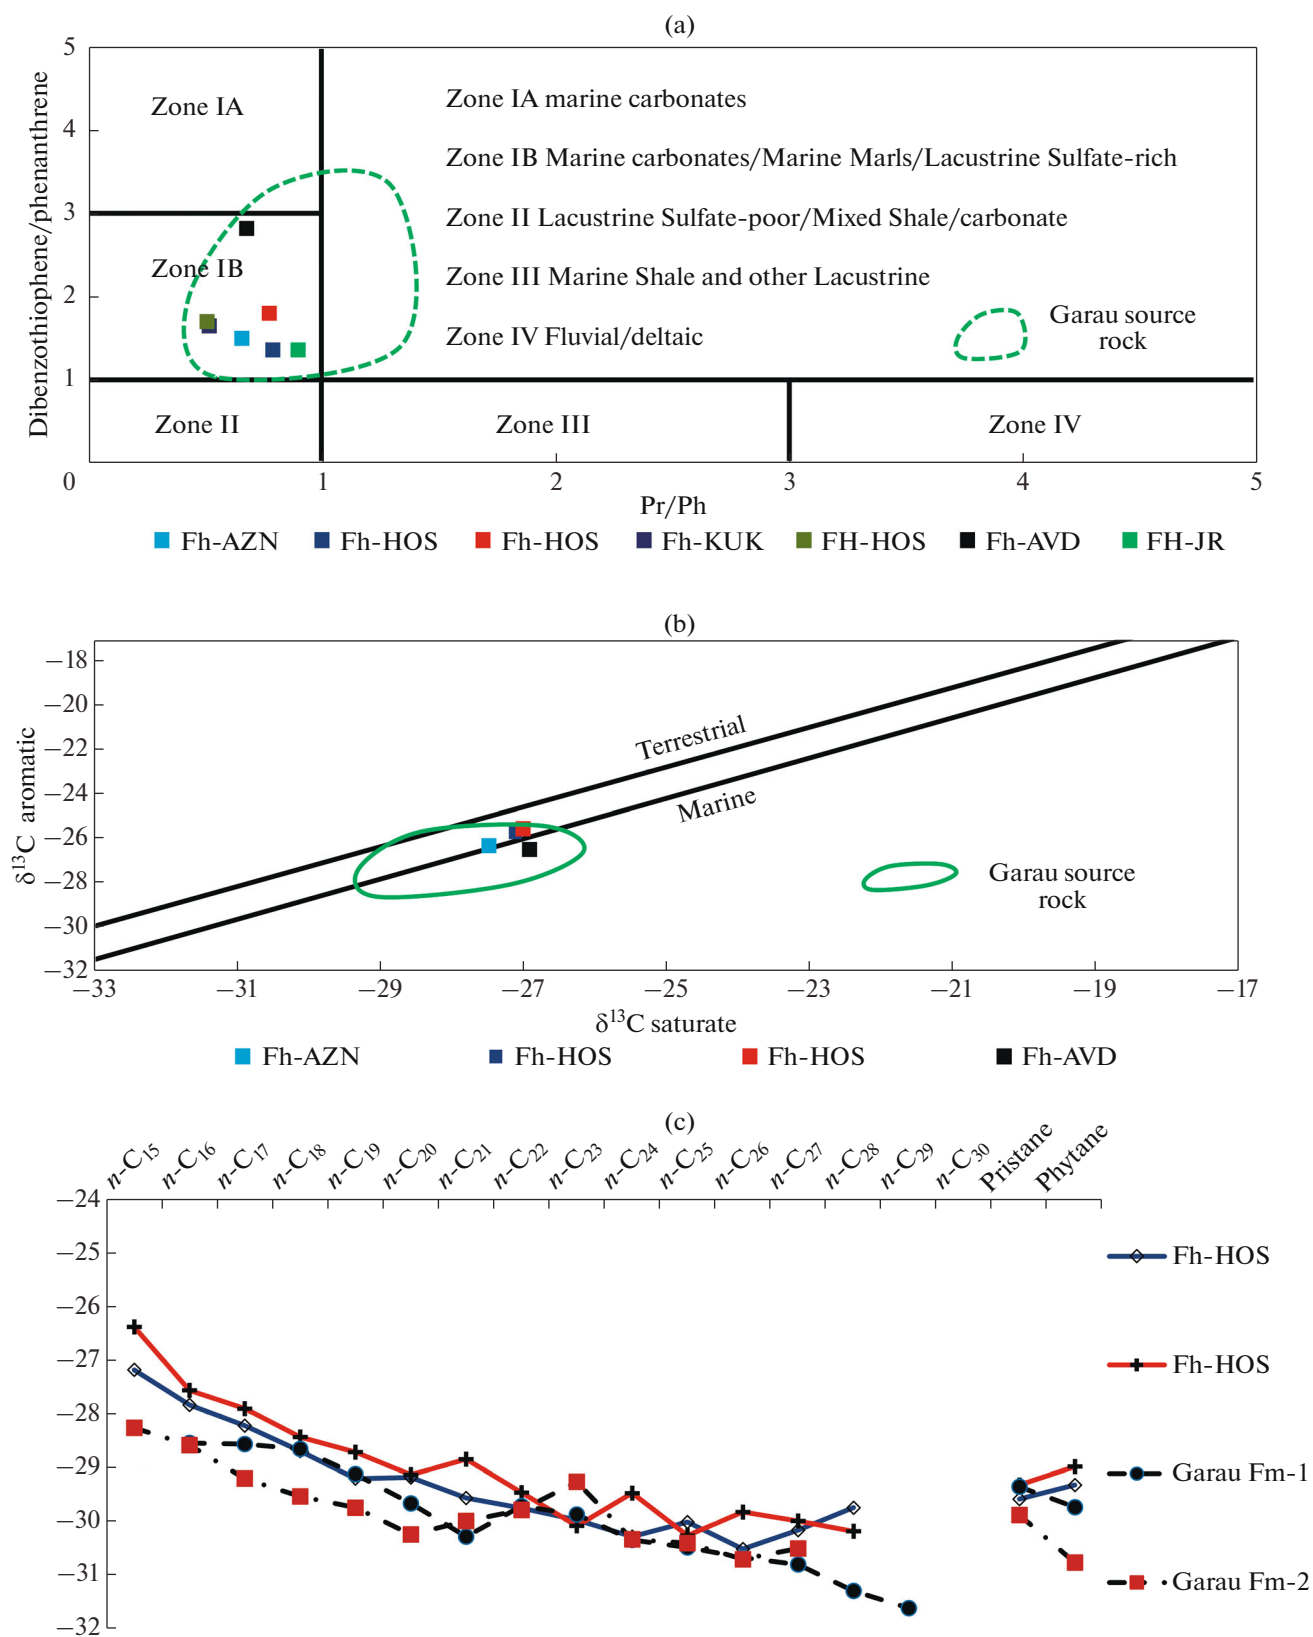 (a)
Dibenzothiophene/phenanthrene
5
4
3
2
1
0
Zone IA
Zone IB
Zone II
Zone III
Zone IV
Zone IA marine carbonates
Zone IB Marine carbonates/Marine Marls/Lacustrine Sulfate-rich
Zone II Lacustrine Sulfate-poor/Mixed Shale/carbonate
Zone III Marine Shale and other Lacustrine
Zone IV Fluvial/deltaic
Garau source
rock
1 2 3 4 5
Pr/Ph
Fh-AZN Fh-HOS Fh-HOS Fh-KUK FH-HOS Fh-AVD FH-JR
(b)
δ¹³C aromatic
−18
−20
−22
−24
−26
−28
−30
−32
Terrestrial
Marine
Garau source
rock
−33 −31 −29 −27 −25 −23 −21 −19 −17
δ¹³C saturate
Fh-AZN Fh-HOS Fh-HOS Fh-AVD
(c)
n-C₁₅ n-C₁₆ n-C₁₇ n-C₁₈ n-C₁₉ n-C₂₀ n-C₂₁ n-C₂₂ n-C₂₃ n-C₂₄ n-C₂₅ n-C₂₆ n-C₂₇ n-C₂₈ n-C₂₉ n-C₃₀ Pristane Phytane
−24
−25
−26
−27
−28
−29
−30
−31
−32
Fh-HOS
Fh-HOS
Garau Fm-1
Garau Fm-2